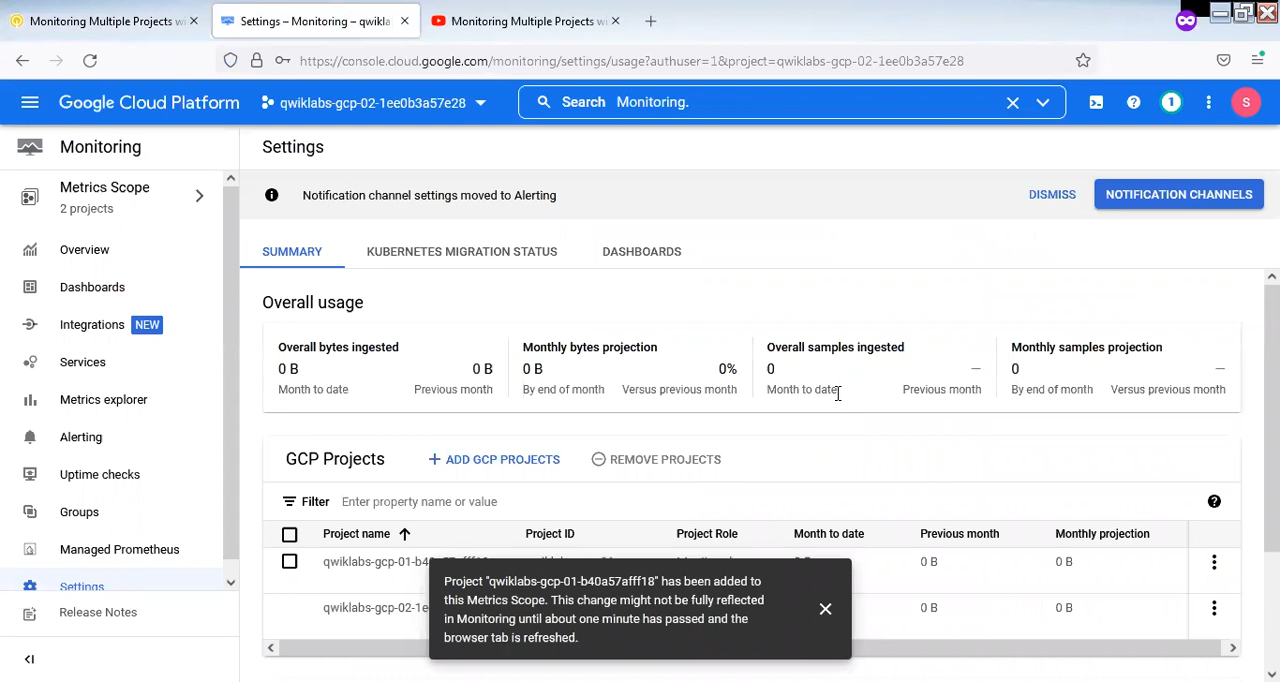 Monitoring Multiple Projects wi
Settings – Monitoring – qwikla
Monitoring Multiple Projects wi
https://console.cloud.google.com/monitoring/settings/usage?authuser=1&project=qwiklabs-gcp-02-1ee0b3a57e28
Google Cloud Platform
qwiklabs-gcp-02-1ee0b3a57e28
Search Monitoring.
1
S
Monitoring
Settings
Metrics Scope
2 projects
Notification channel settings moved to Alerting
DISMISS
NOTIFICATION CHANNELS
Overview
Dashboards
Integrations NEW
Services
Metrics explorer
Alerting
Uptime checks
Groups
Managed Prometheus
Settings
Release Notes
SUMMARY
KUBERNETES MIGRATION STATUS
DASHBOARDS
Overall usage
Overall bytes ingested
0 B 0 B
Month to date Previous month
Monthly bytes projection
0 B 0%
By end of month Versus previous month
Overall samples ingested
0 –
Month to date Previous month
Monthly samples projection
0 –
By end of month Versus previous month
GCP Projects
ADD GCP PROJECTS
REMOVE PROJECTS
Filter Enter property name or value
Project name Project ID Project Role Month to date Previous month Monthly projection
0 B 0 B
qwiklabs-gcp-02-1e 0 B 0 B
Project "qwiklabs-gcp-01-b40a57afff18" has been added to
this Metrics Scope. This change might not be fully reflected
in Monitoring until about one minute has passed and the
browser tab is refreshed.